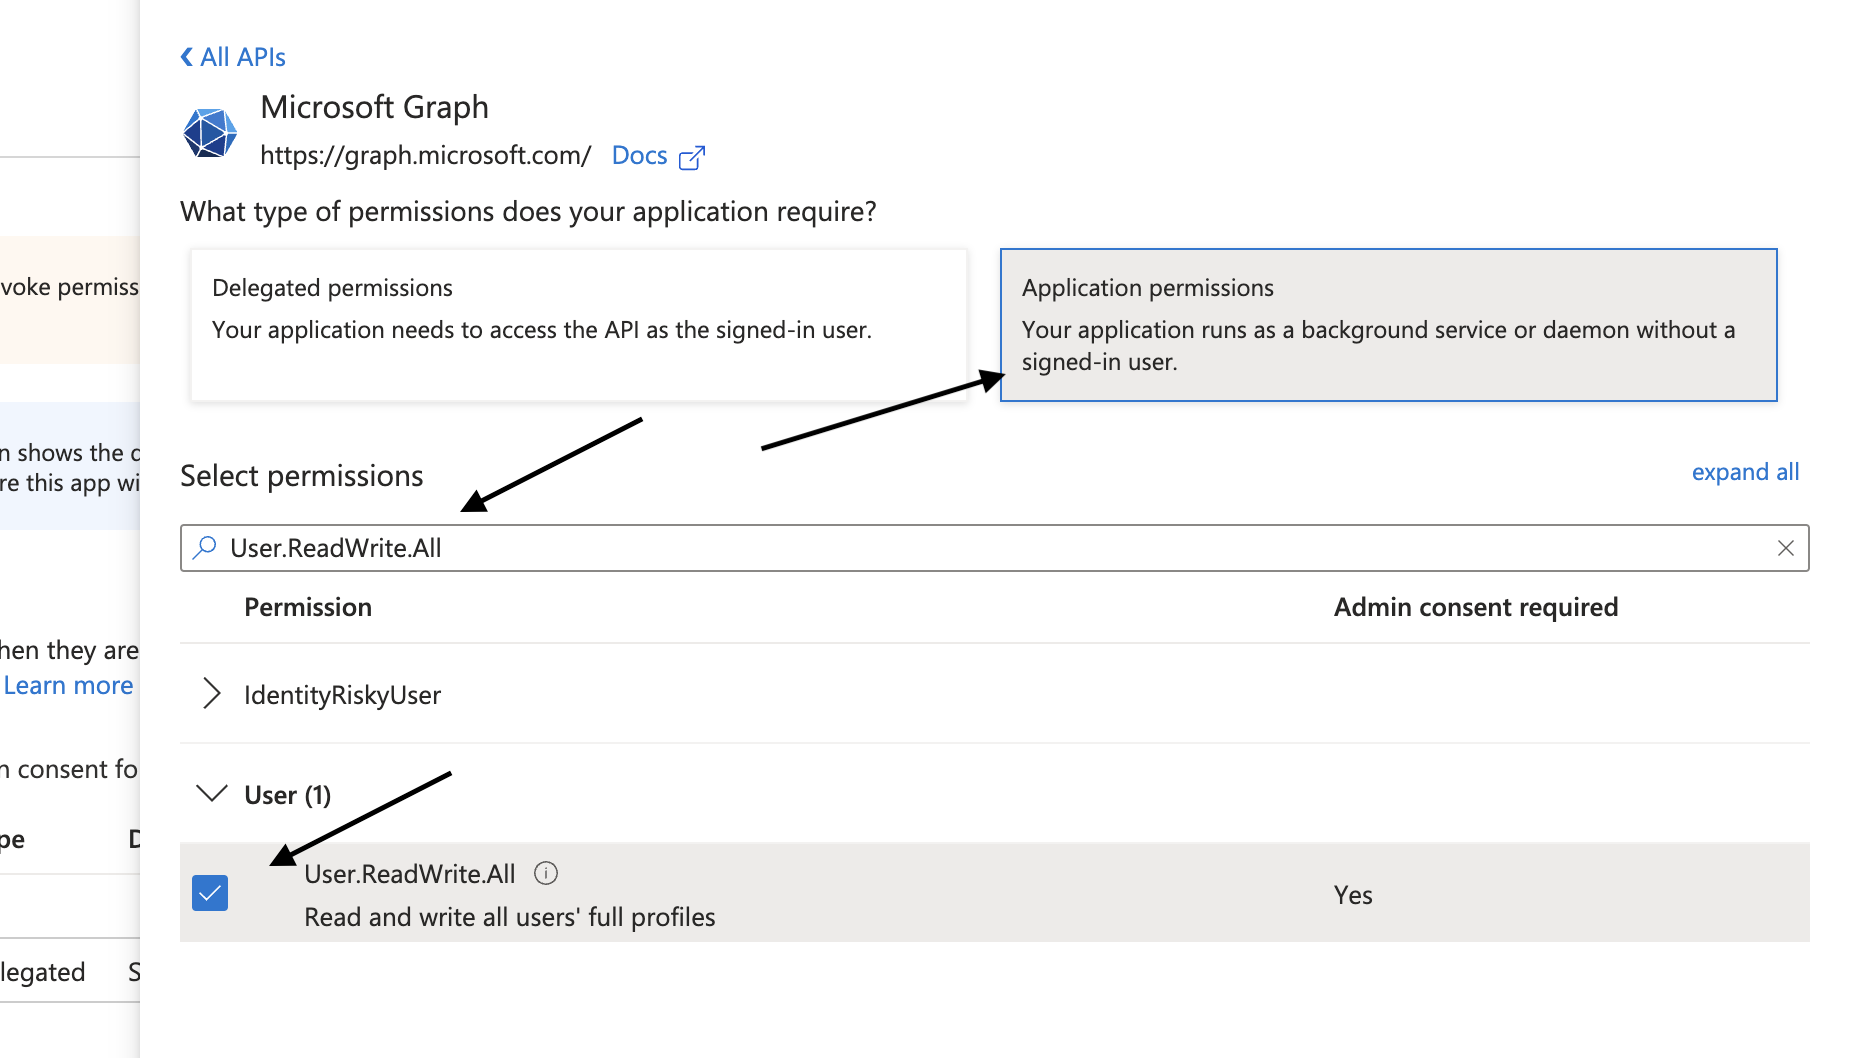 All APIs
Microsoft Graph
https://graph.microsoft.com/ Docs
What type of permissions does your application require?
Delegated permissions
Your application needs to access the API as the signed-in user.
Application permissions
Your application runs as a background service or daemon without a
signed-in user.
Select permissions
expand all
User.ReadWrite.All
Permission Admin consent required
IdentityRiskyUser
User (1)
User.ReadWrite.All
Read and write all users' full profiles
Yes
voke permiss
n shows the
re this app wi
hen they are
Learn more
n consent fo
pe
legated